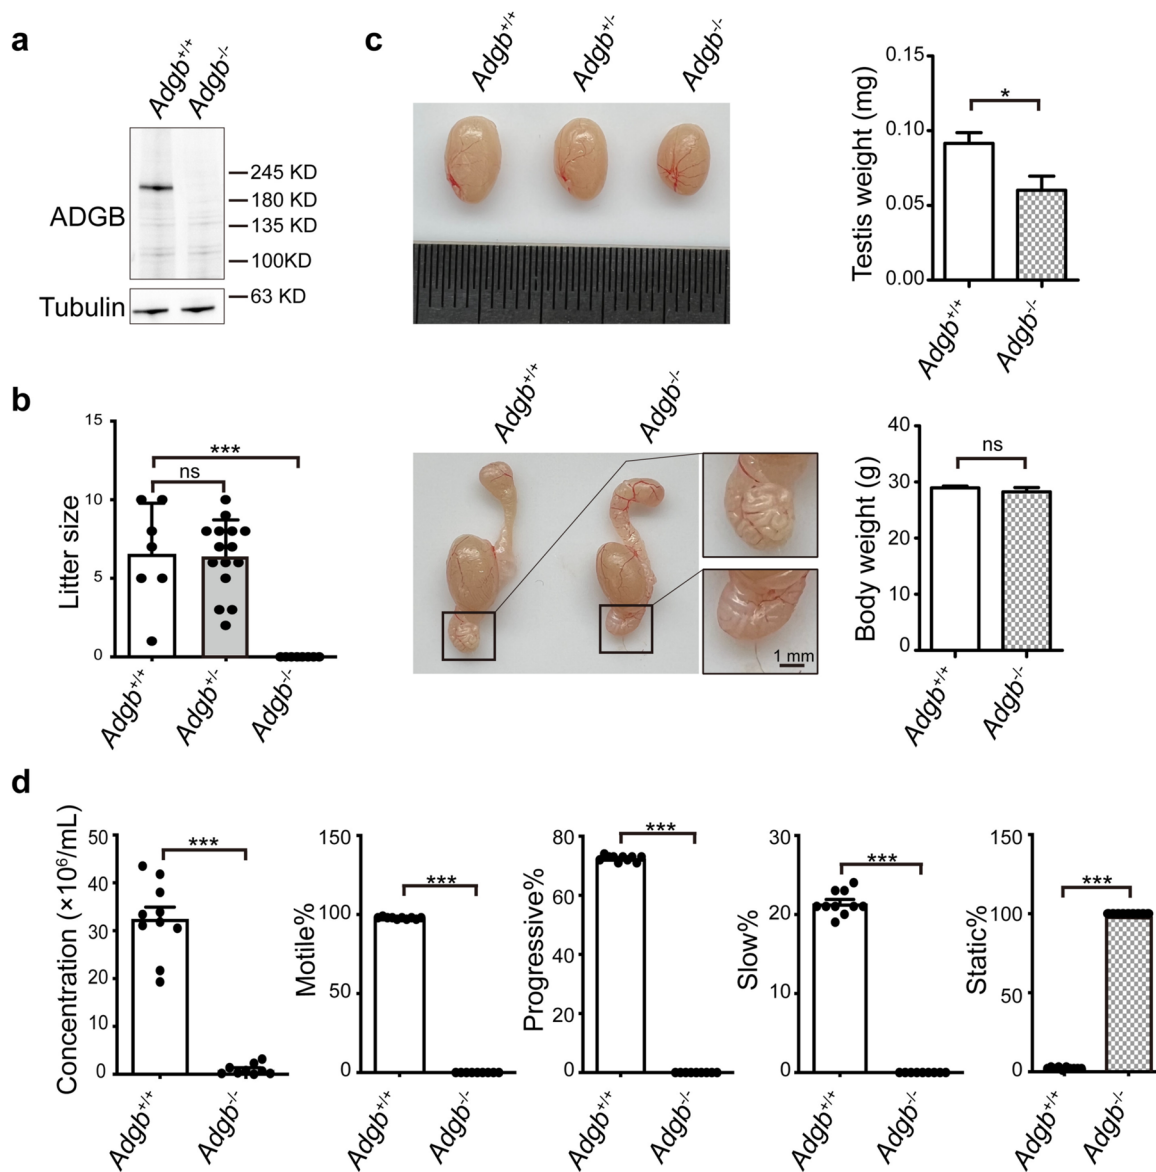 a
Adgb+/+
Adgb-/-
ADGB
245 KD
180 KD
135 KD
100KD
Tubulin
63 KD
c
Adgb+/+
Adgb+/-
Adgb-/-
Testis weight (mg)
0.15
0.10
0.05
0.00
*
Adgb+/+
Adgb-/-
b
Litter size
15
10
5
0
***
ns
Adgb+/+
Adgb+/-
Adgb-/-
Adgb+/+
Adgb-/-
1 mm
Body weight (g)
40
30
20
10
0
ns
Adgb+/+
Adgb-/-
d
Concentration (×10⁶/mL)
50
40
30
20
10
0
***
Adgb+/+
Adgb-/-
Motile%
150
100
50
0
***
Adgb+/+
Adgb-/-
Progressive%
80
60
40
20
0
***
Adgb+/+
Adgb-/-
Slow%
30
20
10
0
***
Adgb+/+
Adgb-/-
Static%
150
100
50
0
***
Adgb+/+
Adgb-/-